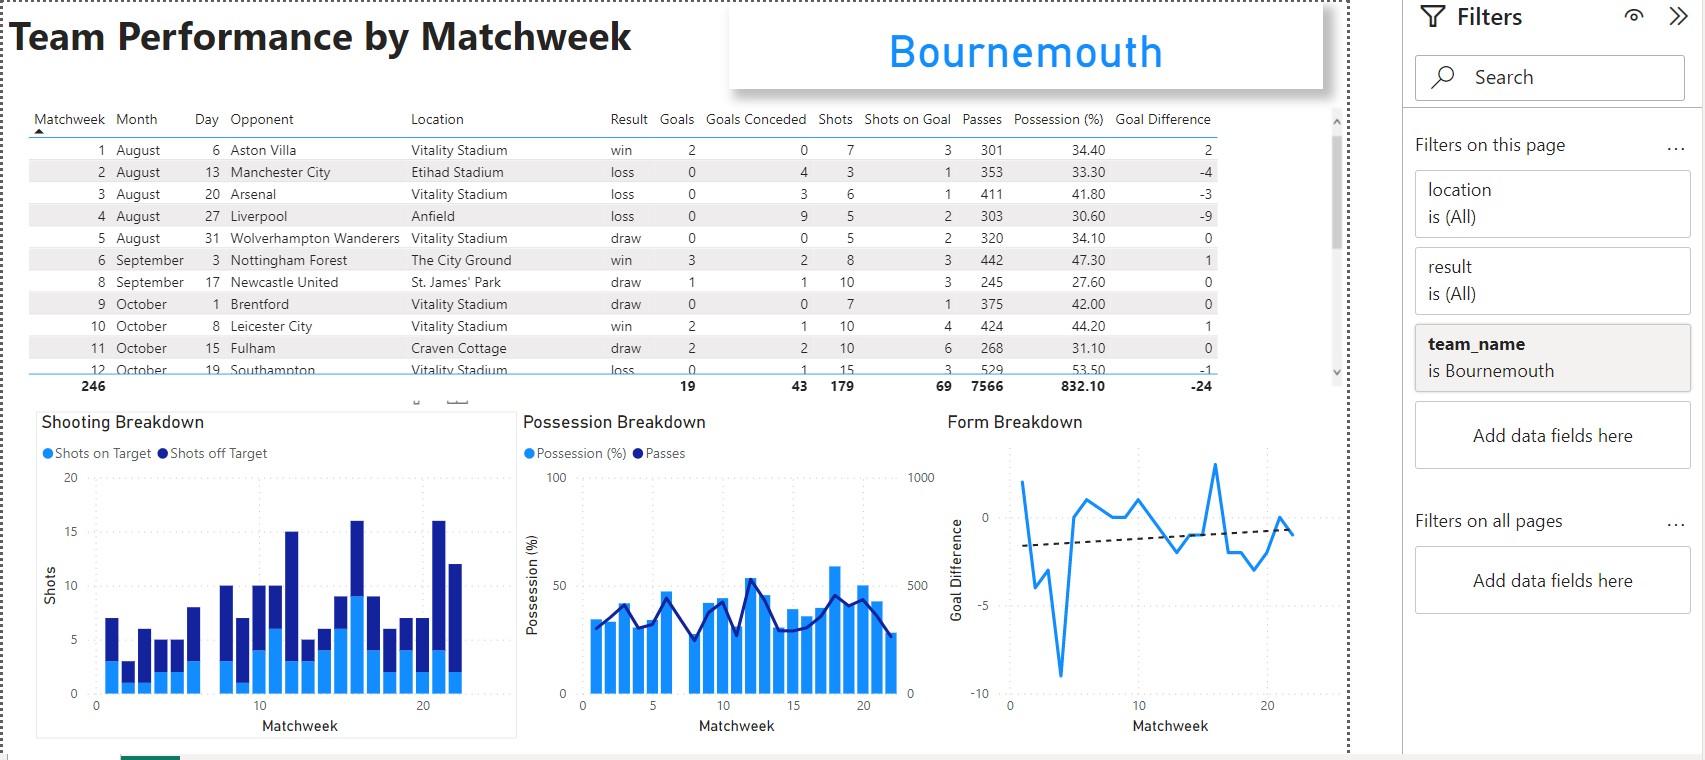 Team Performance by Matchweek
Bournemouth
Matchweek Month Day Opponent Location Result Goals Goals Conceded Shots Shots on Goal Passes Possession (%) Goal Difference
1 August 6 Aston Villa Vitality Stadium win 2 0 7 3 301 34.40 2
2 August 13 Manchester City Etihad Stadium loss 0 4 3 1 353 33.30 -4
3 August 20 Arsenal Vitality Stadium loss 0 3 6 1 411 41.80 -3
4 August 27 Liverpool Anfield loss 0 9 5 2 303 30.60 -9
5 August 31 Wolverhampton Wanderers Vitality Stadium draw 0 0 5 2 320 34.10 0
6 September 3 Nottingham Forest The City Ground win 3 2 8 3 442 47.30 1
8 September 17 Newcastle United St. James' Park draw 1 1 10 3 245 27.60 0
9 October 1 Brentford Vitality Stadium draw 0 0 7 1 375 42.00 0
10 October 8 Leicester City Vitality Stadium win 2 1 10 4 424 44.20 1
11 October 15 Fulham Craven Cottage draw 2 2 10 6 268 31.10 0
12 October 19 Southampton Vitality Stadium loss 0 1 15 3 529 53.50 -1
246 19 43 179 69 7566 832.10 -24
Shooting Breakdown
Shots on Target Shots off Target
Shots
20
15
10
5
0
0 10 20
Matchweek
Possession Breakdown
Possession (%) Passes
Possession (%)
100 1000
50 500
0 0
0 5 10 15 20
Matchweek
Form Breakdown
Goal Difference
0
-5
-10
0 10 20
Matchweek
Filters
Search
Filters on this page ...
location
is (All)
result
is (All)
team_name
is Bournemouth
Add data fields here
Filters on all pages ...
Add data fields here